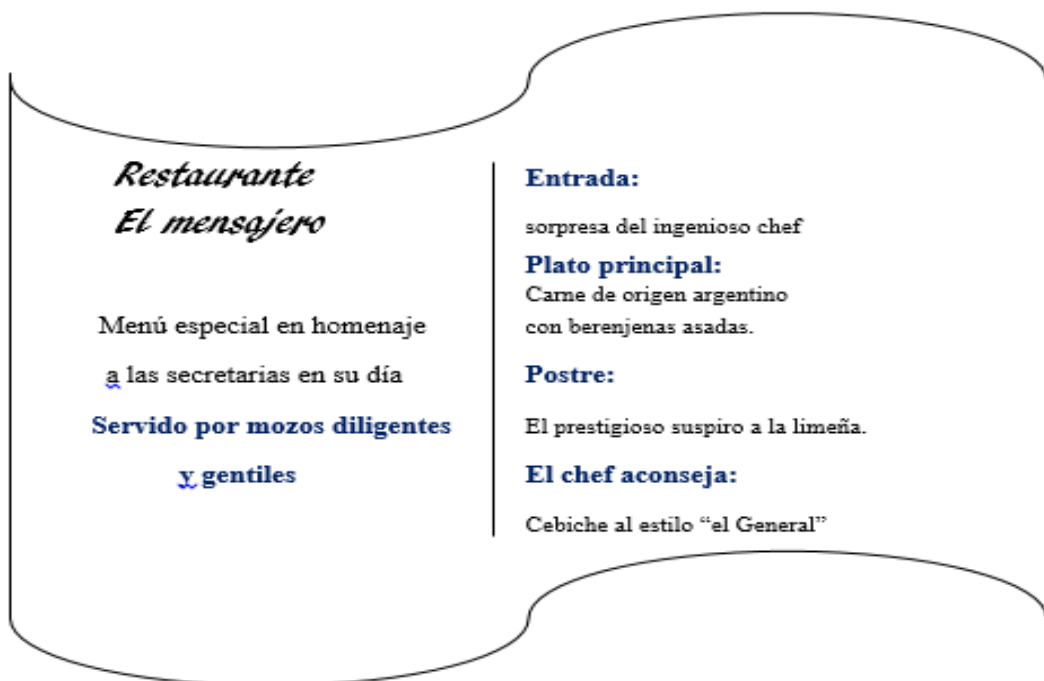 Restaurante
El mensajero
Menú especial en homenaje
a las secretarias en su día
Servido por mozos diligentes
y gentiles
Entrada:
sorpresa del ingenioso chef
Plato principal:
Carne de origen argentino
con berenjenas asadas.
Postre:
El prestigioso suspiro a la limeña.
El chef aconseja:
Cebiche al estilo “el General”